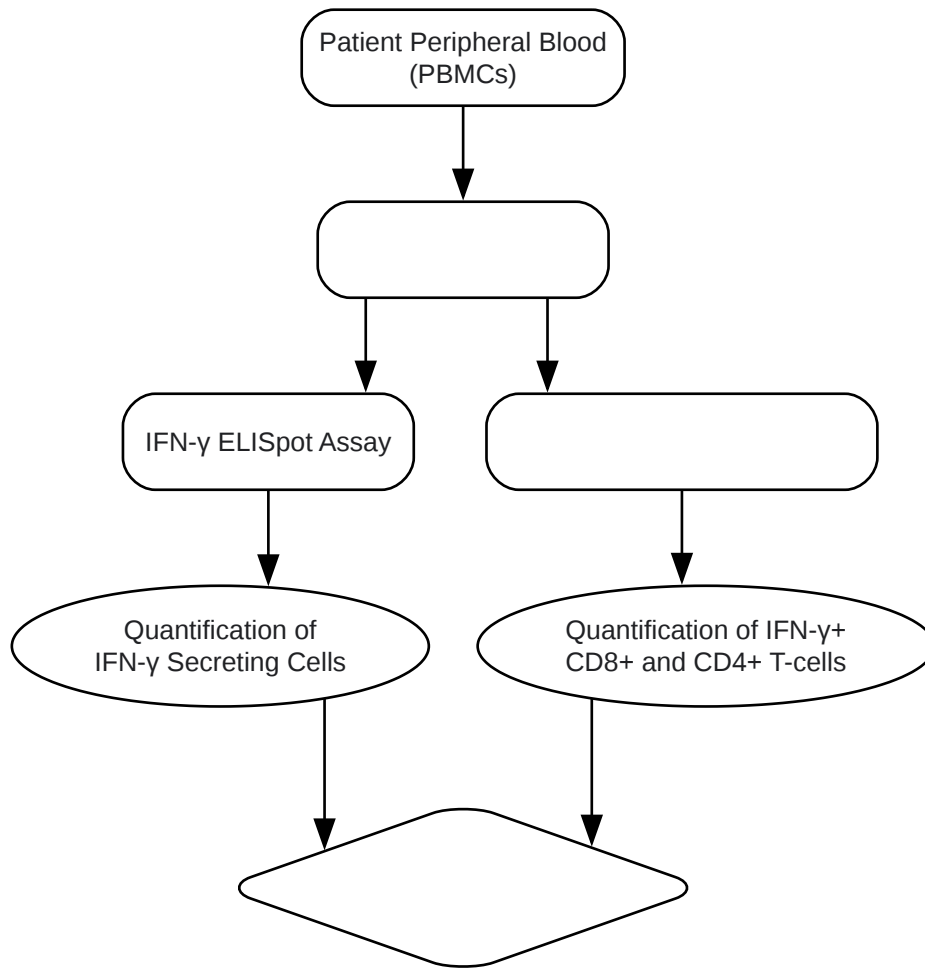 Patient Peripheral Blood
(PBMCs)
IFN-γ ELISpot Assay
Quantification of
IFN-γ Secreting Cells
Quantification of IFN-γ+
CD8+ and CD4+ T-cells